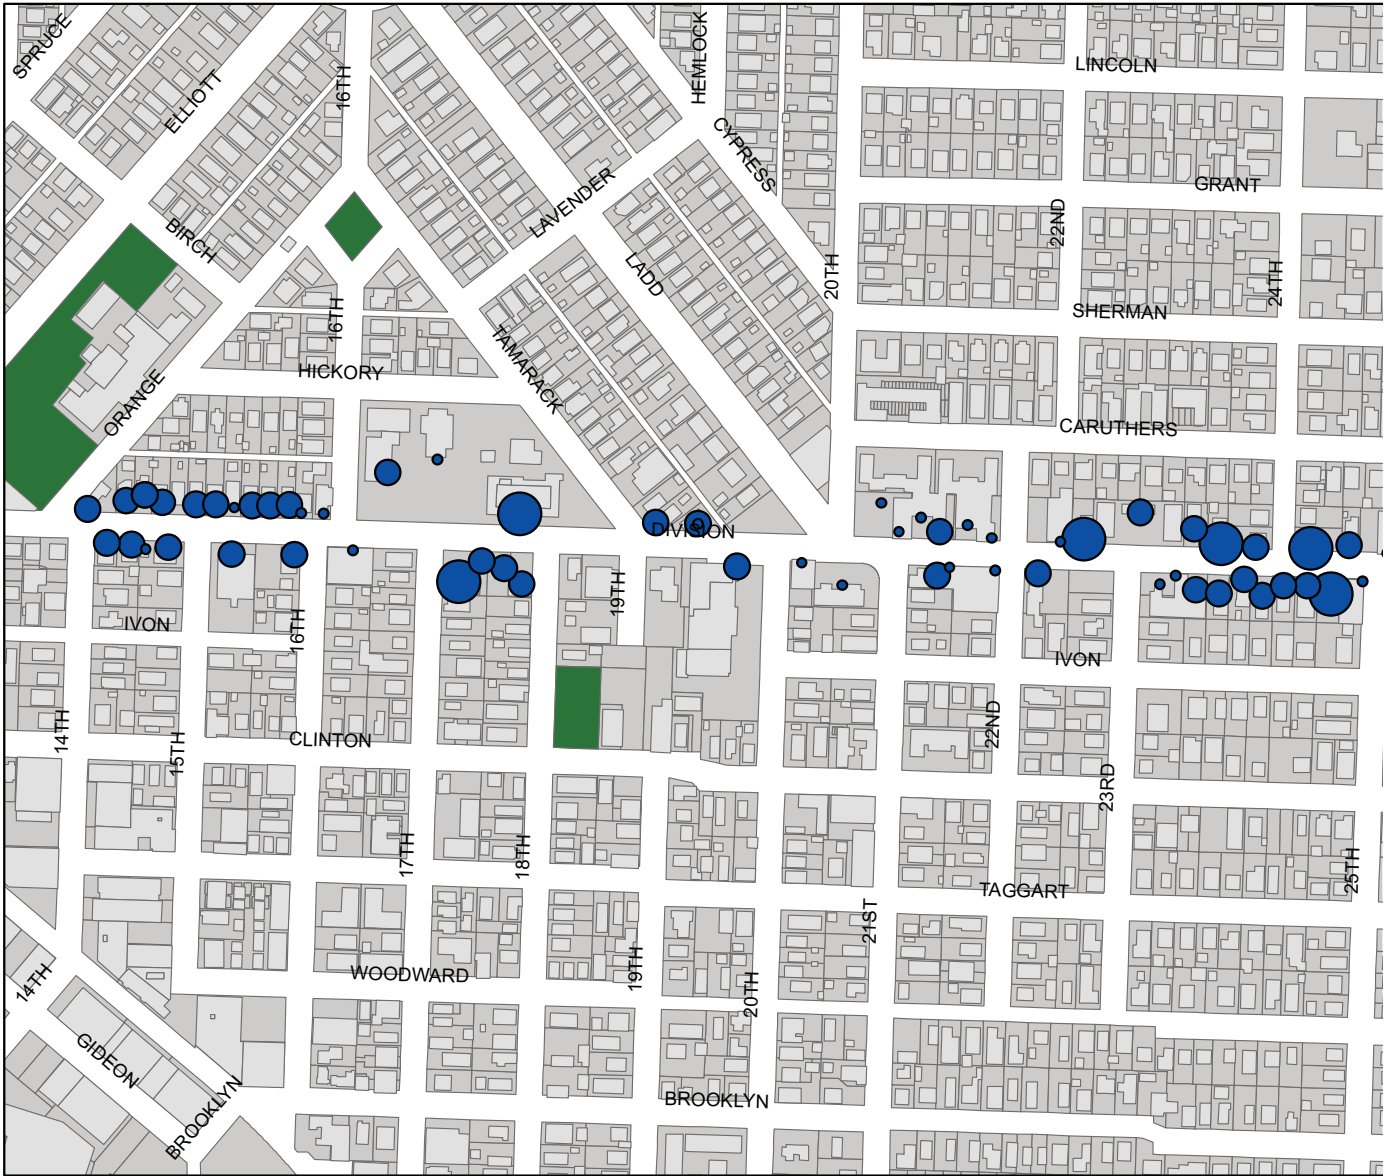 SPRUCE
ELLIOTT
16TH
HEMLOCK
LINCOLN
CYPRESS
GRANT
LAVENDER
BIRCH
22ND
LADD
20TH
24TH
16TH
SHERMAN
TAMARACK
HICKORY
ORANGE
CARUTHERS
DIVISION
19TH
IVON
16TH
IVON
14TH
15TH
CLINTON
22ND
23RD
17TH
18TH
25TH
TAGGART
21ST
14TH
WOODWARD
19TH
20TH
GIDEON
BROOKLYN
BROOKLYN